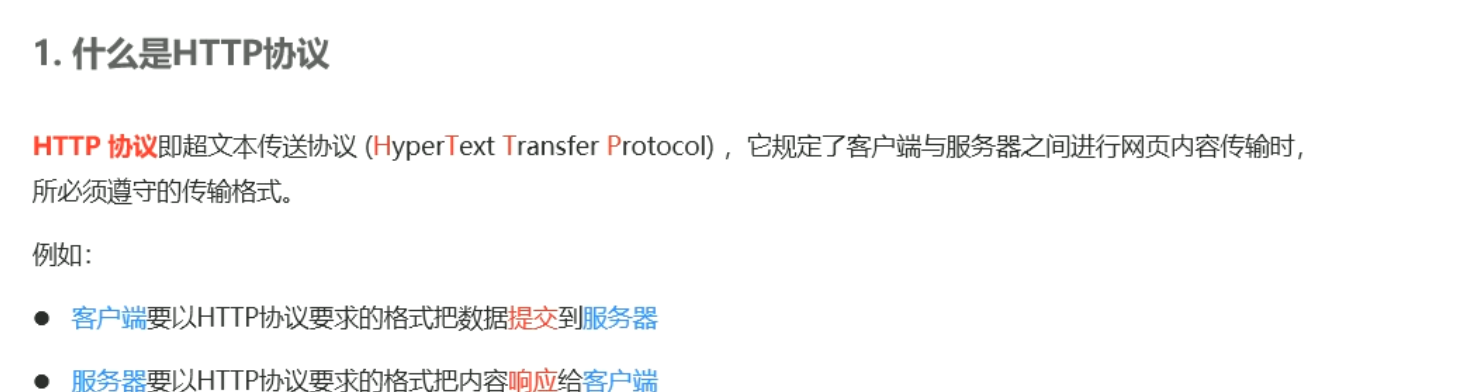 1. 什么是HTTP协议
HTTP 协议即超文本传送协议 (HyperText Transfer Protocol) ，它规定了客户端与服务器之间进行网页内容传输时，
所必须遵守的传输格式。
例如：
● 客户端要以HTTP协议要求的格式把数据提交到服务器
● 服务器要以HTTP协议要求的格式把内容响应给客户端